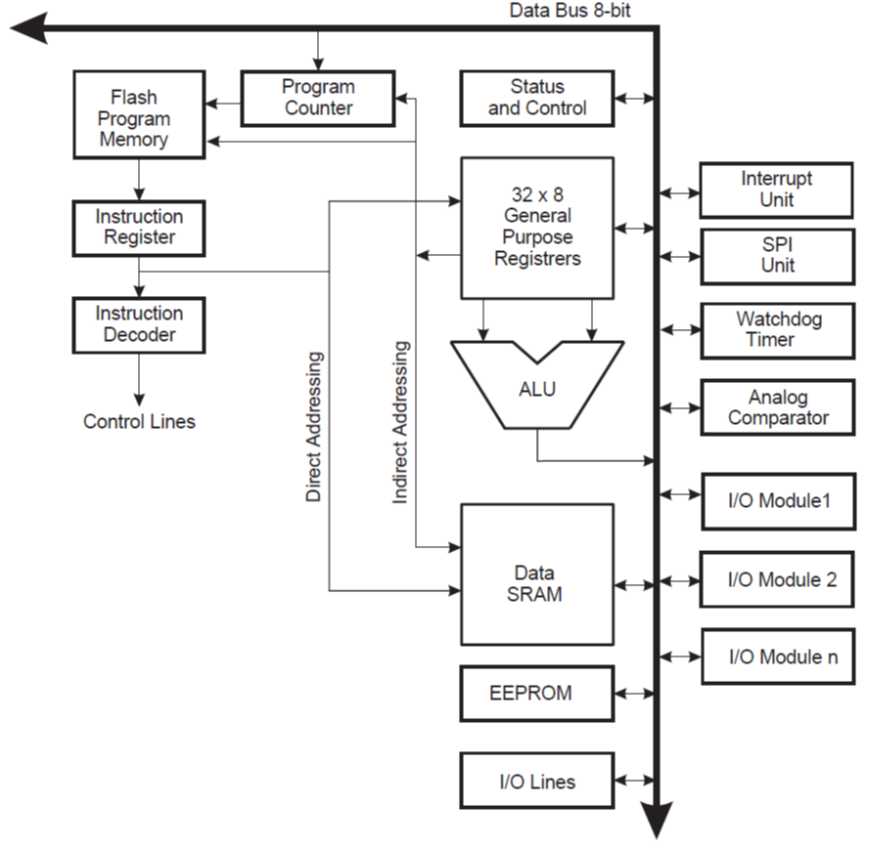 Data Bus 8-bit
Flash
Program
Memory
Program
Counter
Status
and Control
Instruction
Register
32 x 8
General
Purpose
Registrers
Interrupt
Unit
SPI
Unit
Instruction
Decoder
Watchdog
Timer
Control Lines
Direct Addressing
Indirect Addressing
ALU
Analog
Comparator
I/O Module1
Data
SRAM
I/O Module 2
I/O Module n
EEPROM
I/O Lines